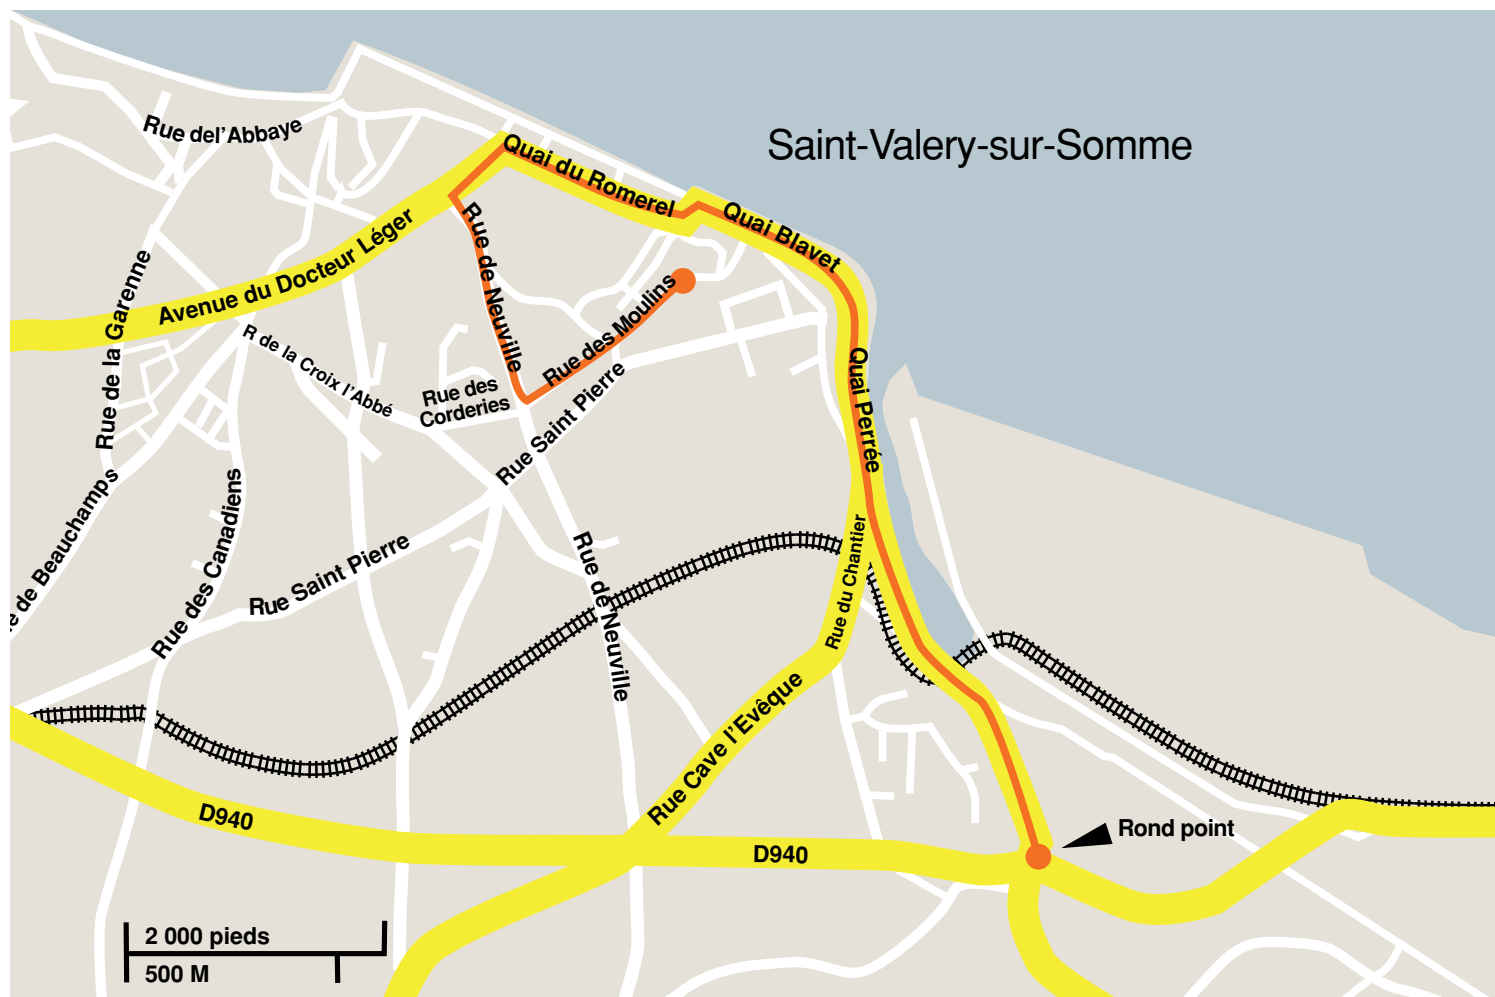 Saint-Valery-sur-Somme
Rue del'Abbaye
Quai du Romerel
Quai Blavet
Avenue du Docteur Léger
Rue de Neuville
Rue de la Garenne
Rue des Moulins
R de la Croix l'Abbé
Rue des
Corderies
Quai Perrée
Rue Saint Pierre
e de Beauchamps
Rue des Canadiens
Rue Saint Pierre
Rue de Neuville
Rue du Chantier
Rue Cave l'Evêque
D940
D940
Rond point
2 000 pieds
500 M